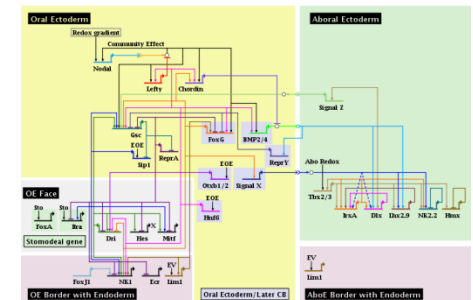 Oral Ectoderm
Aboral Ectoderm
Redox gradient
Community Effect
Nodal
Lefty
Chordin
Signal Z
Gsc
FoxG
BMP2/4
EOE
Sip1
ReprA
ReprY
EOE
Otxb1/2
Signal X
Abo Redox
Tbx2/3
OE Face
IrxA
Dlx
Dlx2,9
NK2.2
Hmx
Sto
Sto
FoxA
Bra
EOE
Hnf6
Stomodeal gene
Dri
Hes
X
Mitf
EV
EV
Lim1
FoxJ1
NK1
Ecr
Lim1
OE Border with Endoderm
Oral Ectoderm/Later CB
AboE Border with Endoderm